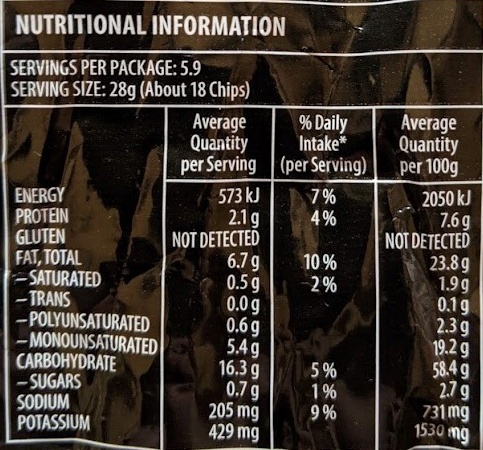 NUTRITIONAL INFORMATION
SERVINGS PER PACKAGE: 5.9
SERVING SIZE: 28g (About 18 Chips)
Average Quantity per Serving % Daily Intake* (per Serving) Average Quantity per 100g
ENERGY 573 kJ 7 % 2050 kJ
PROTEIN 2.1 g 4 % 7.6 g
GLUTEN NOT DETECTED NOT DETECTED
FAT, TOTAL 6.7 g 10 % 23.8 g
– SATURATED 0.5 g 2 % 1.9 g
– TRANS 0.0 g 0.1 g
– POLYUNSATURATED 0.6 g 2.3 g
– MONOUNSATURATED 5.4 g 19.2 g
CARBOHYDRATE 16.3 g 5 % 58.4 g
– SUGARS 0.7 g 1 % 2.7 g
SODIUM 205 mg 9 % 731 mg
POTASSIUM 429 mg 1530 mg